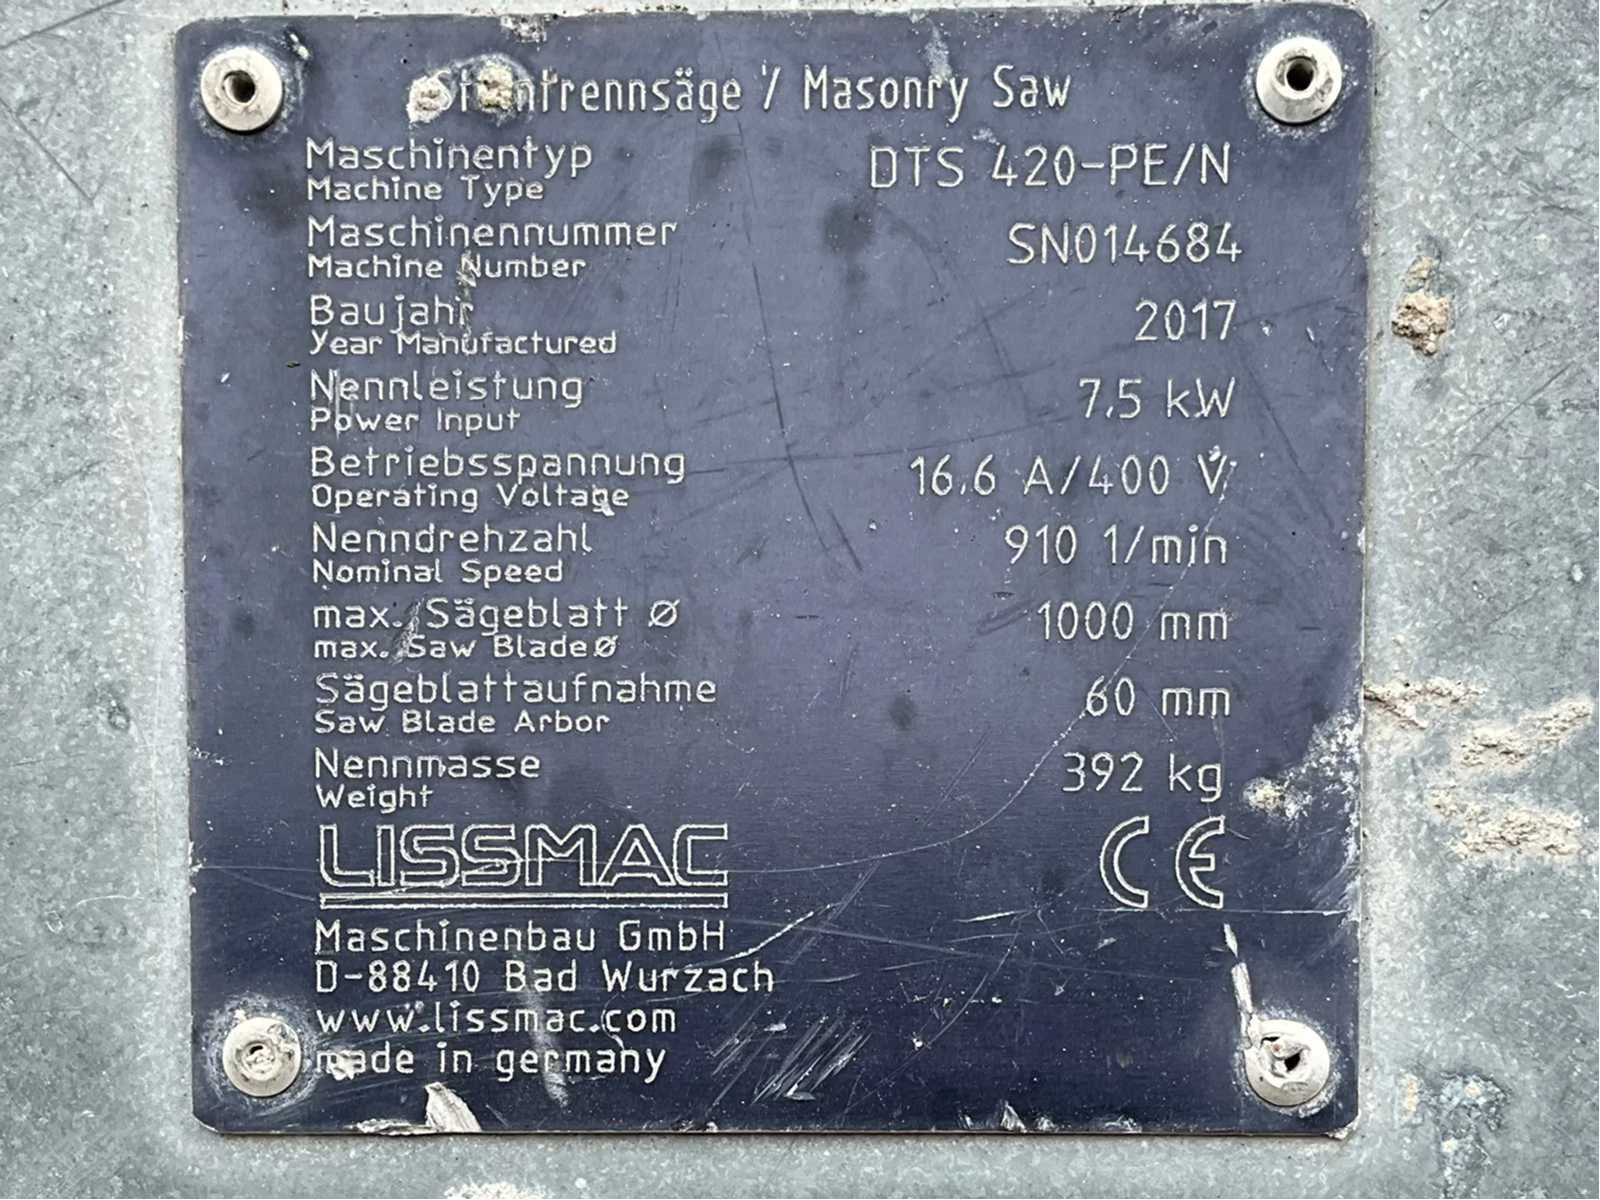 Steintrennsäge / Masonry Saw
Maschinentyp DTS 420-PE/N
Machine Type
Maschinennummer SN014684
Machine Number
Baujahr 2017
Year Manufactured
Nennleistung 7.5 kW
Power Input
Betriebsspannung 16.6 A/400 V
Operating Voltage
Nenndrehzahl 910 1/min
Nominal Speed
max. Sägeblatt Ø 1000 mm
max. Saw Blade Ø
Sägeblattaufnahme 60 mm
Saw Blade Arbor
Nennmasse 392 kg
Weight
LISSMAC CE
Maschinenbau GmbH
D-88410 Bad Wurzach
www.lissmac.com
made in germany